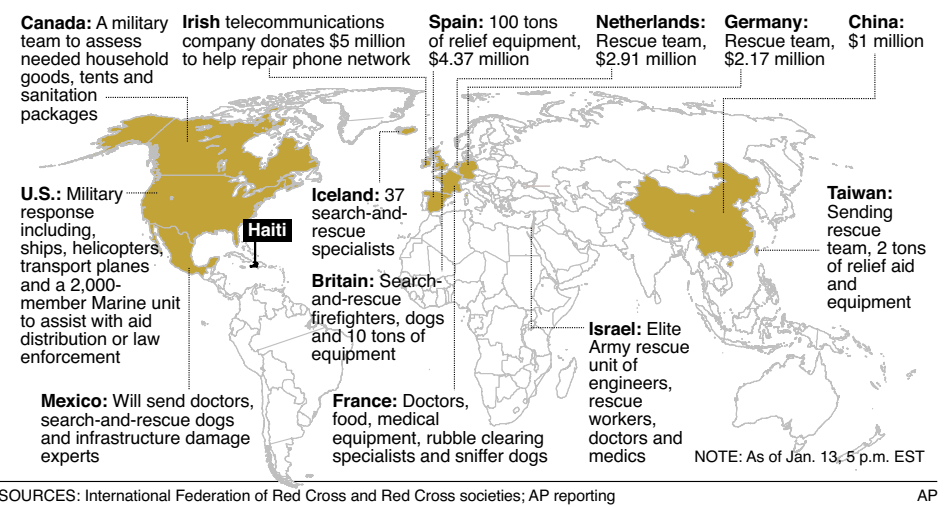 Canada: A military
team to assess
needed household
goods, tents and
sanitation
packages
Irish telecommunications
company donates $5 million
to help repair phone network
Spain: 100 tons
of relief equipment,
$4.37 million
Netherlands:
Rescue team,
$2.91 million
Germany:
Rescue team,
$2.17 million
China:
$1 million
U.S.: Military
response
including,
ships, helicopters,
transport planes
and a 2,000-
member Marine unit
to assist with aid
distribution or law
enforcement
Haiti
Iceland: 37
search-and-
rescue
specialists
Britain: Search-
and-rescue
firefighters, dogs
and 10 tons of
equipment
Taiwan:
Sending
rescue
team, 2 tons
of relief aid
and
equipment
Israel: Elite
Army rescue
unit of
engineers,
rescue
workers,
doctors and
medics
Mexico: Will send doctors,
search-and-rescue dogs
and infrastructure damage
experts
France: Doctors,
food, medical
equipment, rubble clearing
specialists and sniffer dogs
NOTE: As of Jan. 13, 5 p.m. EST
SOURCES: International Federation of Red Cross and Red Cross societies; AP reporting
AP